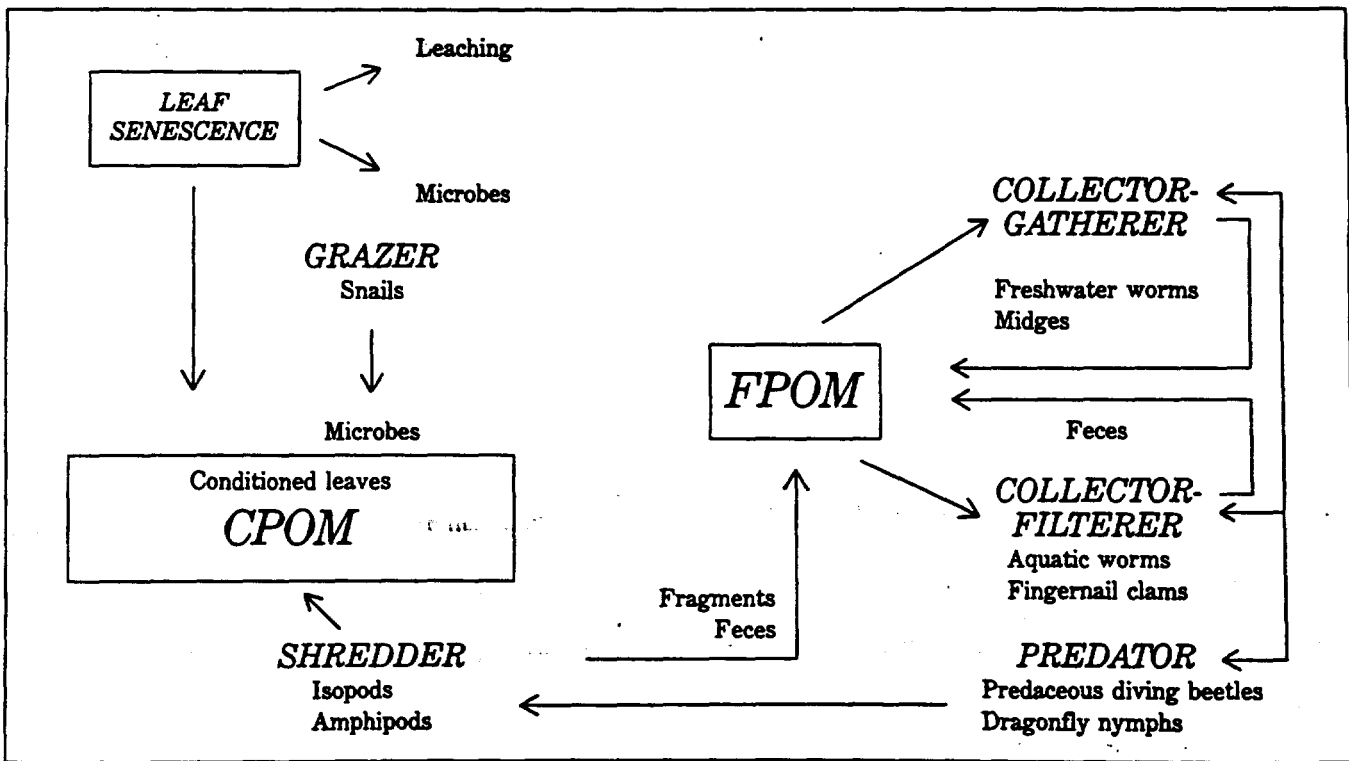 Leaching
LEAF
SENESCENCE
Microbes
GRAZER
Snails
Microbes
Conditioned leaves
CPOM
SHREDDER
Isopods
Amphipods
Fragments
Feces
FPOM
COLLECTOR-
GATHERER
Freshwater worms
Midges
Feces
COLLECTOR-
FILTERER
Aquatic worms
Fingernail clams
PREDATOR
Predaceous diving beetles
Dragonfly nymphs